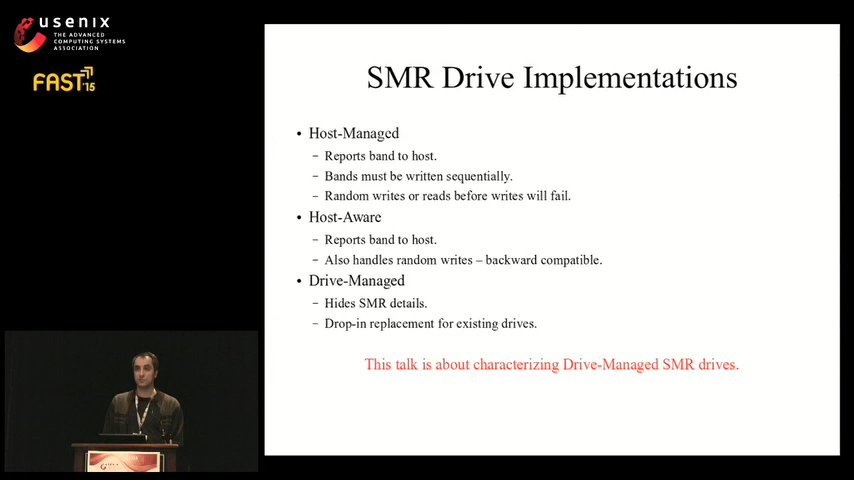 usenix
THE ADVANCED
COMPUTING SYSTEMS
ASSOCIATION
FAST '15
SMR Drive Implementations
• Host-Managed
– Reports band to host.
– Bands must be written sequentially.
– Random writes or reads before writes will fail.
• Host-Aware
– Reports band to host.
– Also handles random writes – backward compatible.
• Drive-Managed
– Hides SMR details.
– Drop-in replacement for existing drives.
This talk is about characterizing Drive-Managed SMR drives.